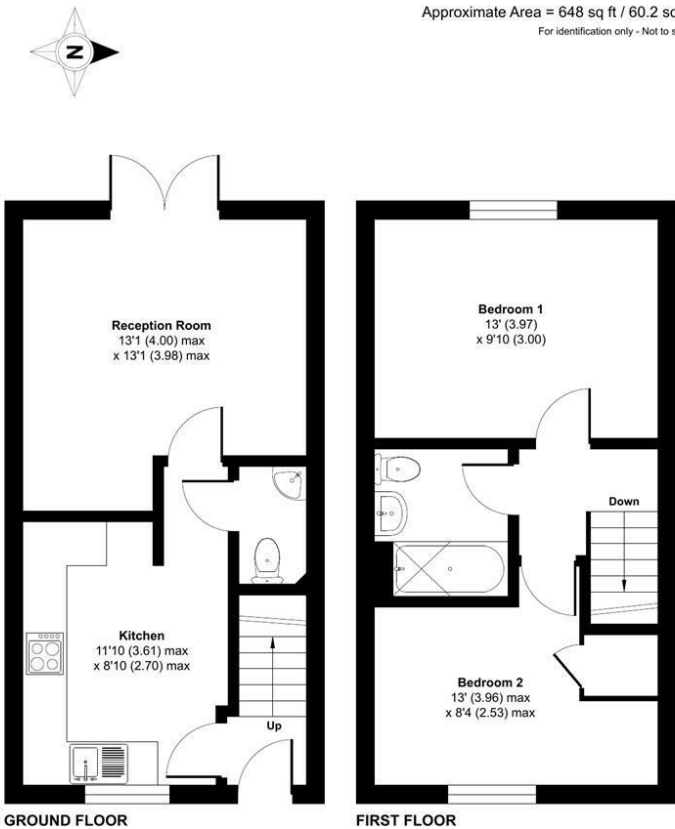 Approximate Area = 648 sq ft / 60.2 sq
For identification only - Not to s
N
Reception Room
13'1 (4.00) max
x 13'1 (3.98) max
Kitchen
11'10 (3.61) max
x 8'10 (2.70) max
Up
GROUND FLOOR
Bedroom 1
13' (3.97)
x 9'10 (3.00)
Down
Bedroom 2
13' (3.96) max
x 8'4 (2.53) max
FIRST FLOOR